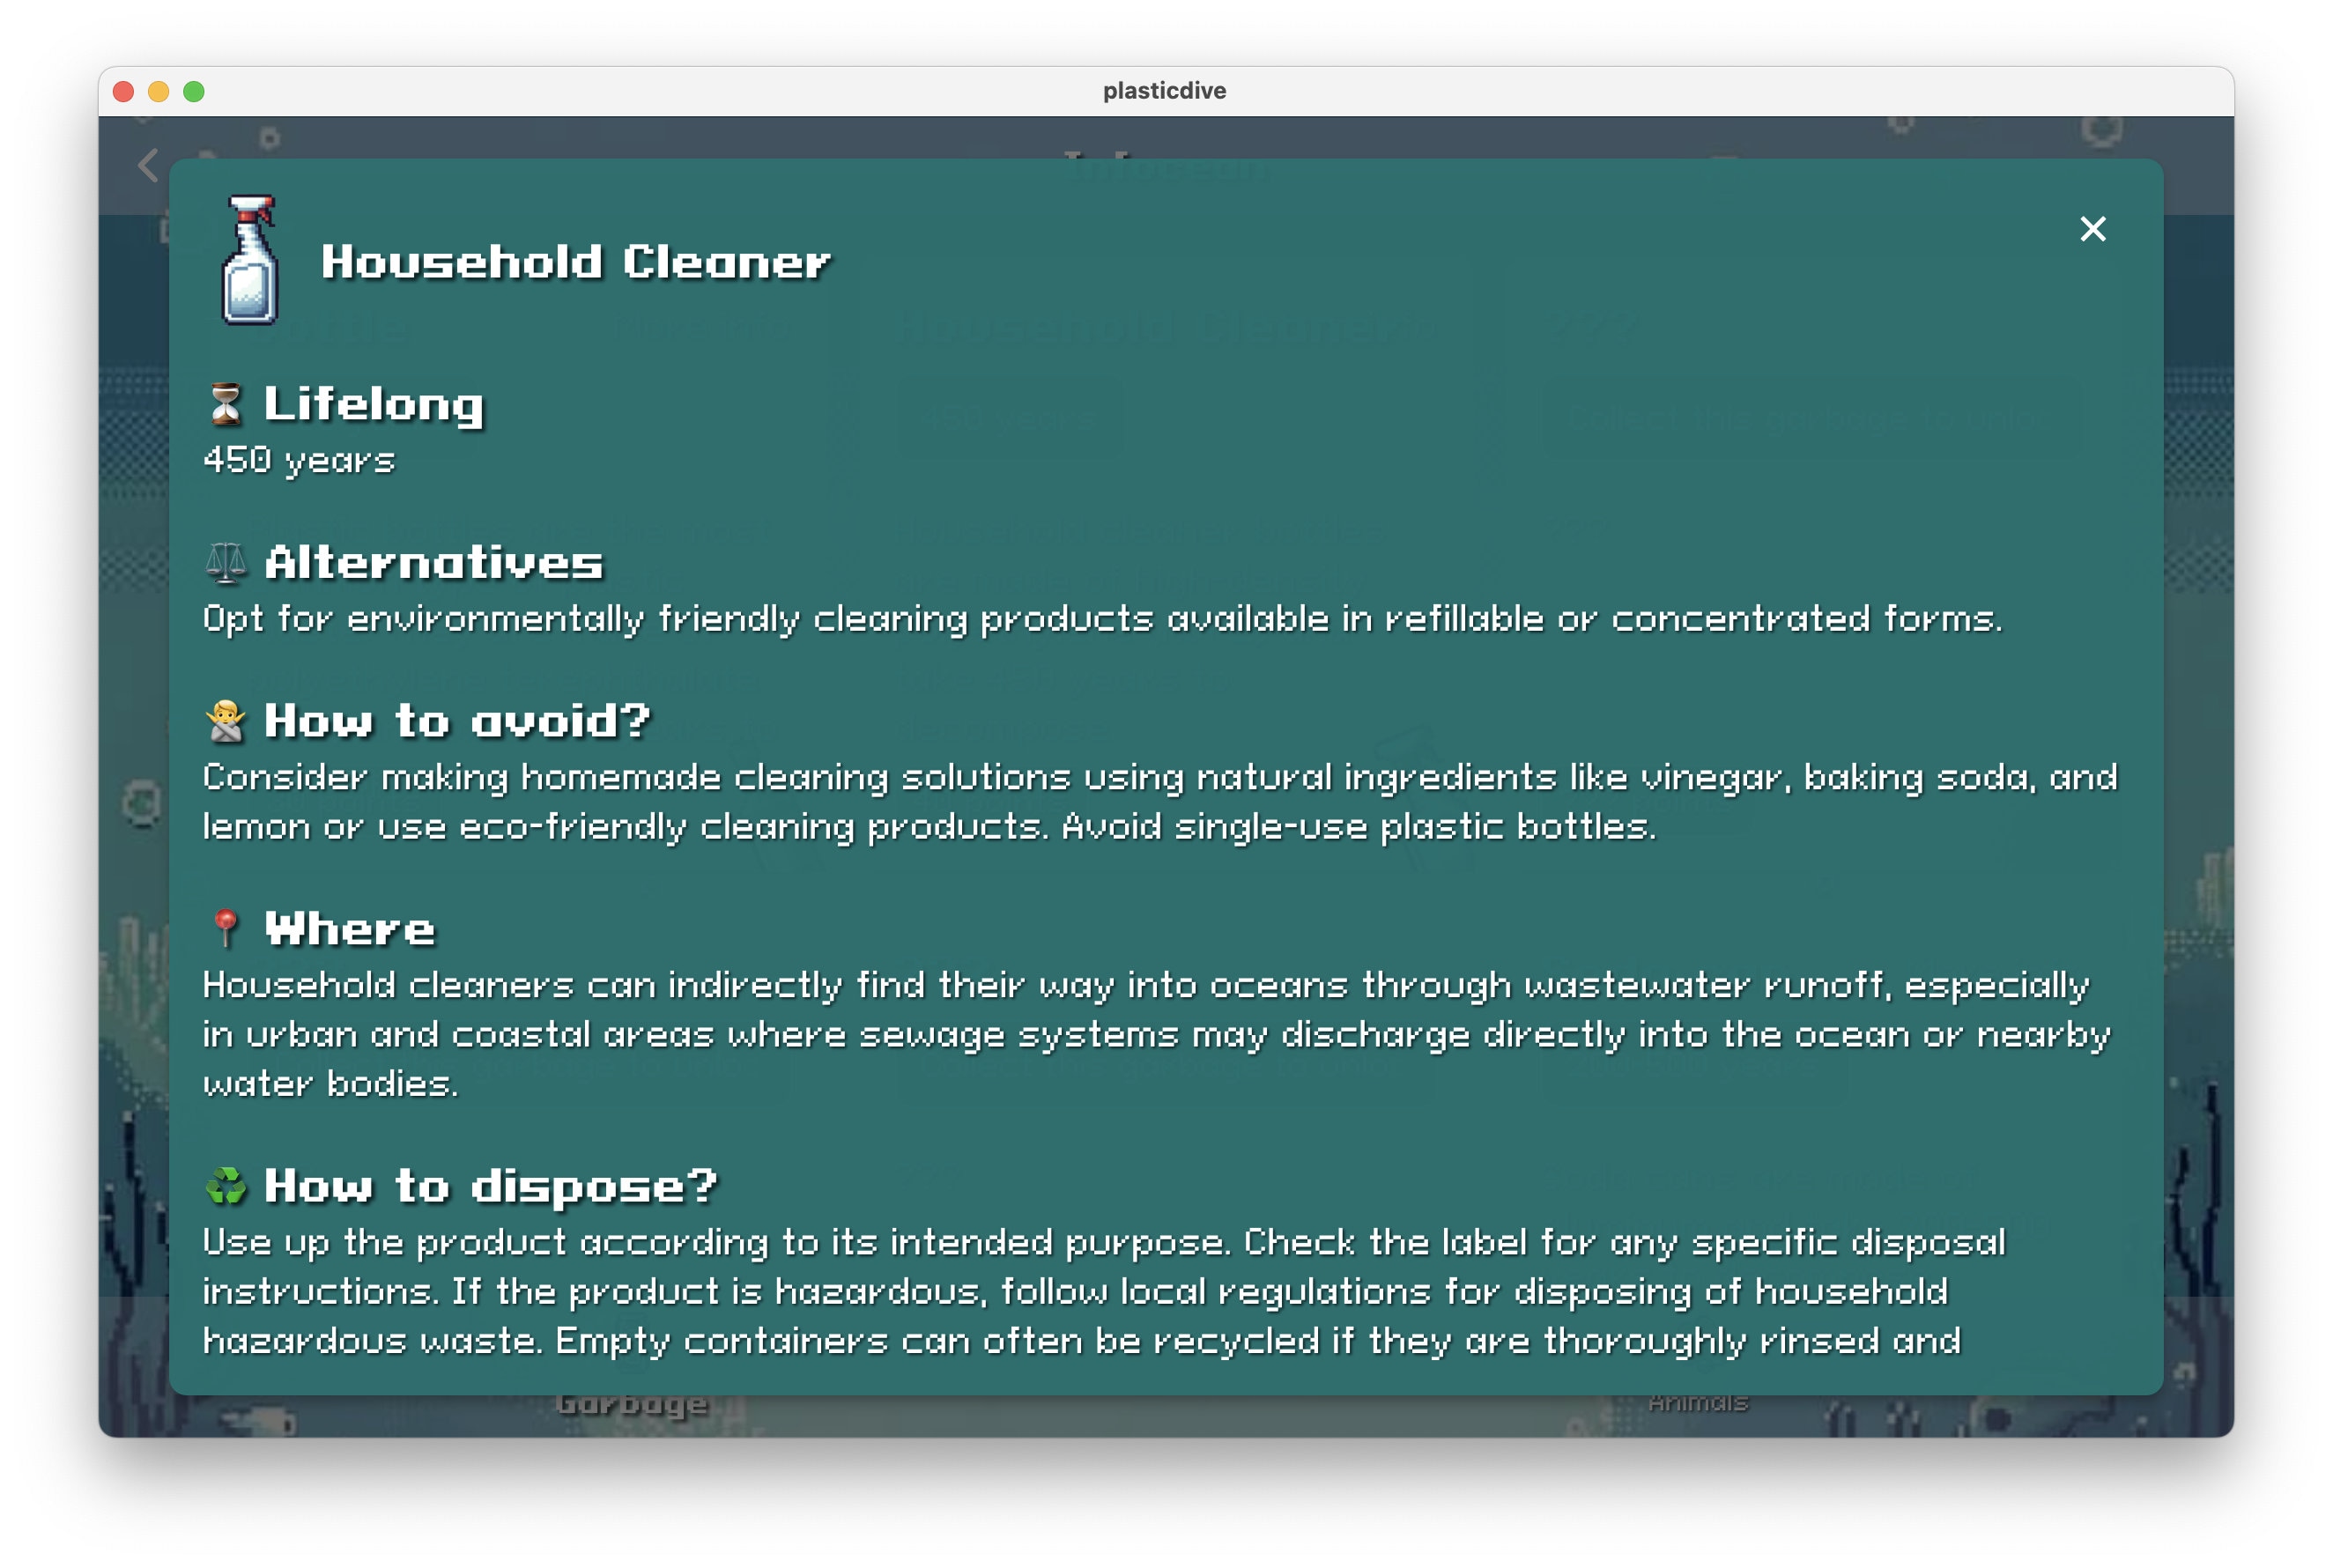 plasticdive
Infocean
Household Cleaner
Lifelong
450 years
Alternatives
Opt for environmentally friendly cleaning products available in refillable or concentrated forms.
How to avoid?
Consider making homemade cleaning solutions using natural ingredients like vinegar, baking soda, and
lemon or use eco-friendly cleaning products. Avoid single-use plastic bottles.
Where
Household cleaners can indirectly find their way into oceans through wastewater runoff, especially
in urban and coastal areas where sewage systems may discharge directly into the ocean or nearby
water bodies.
How to dispose?
Use up the product according to its intended purpose. Check the label for any specific disposal
instructions. If the product is hazardous, follow local regulations for disposing of household
hazardous waste. Empty containers can often be recycled if they are thoroughly rinsed and
Garbage
Animals